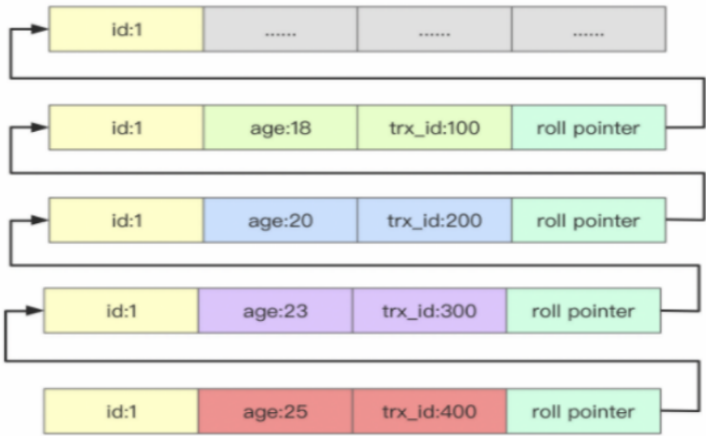 id:1 ...... ...... ......
id:1 age:18 trx_id:100 roll pointer
id:1 age:20 trx_id:200 roll pointer
id:1 age:23 trx_id:300 roll pointer
id:1 age:25 trx_id:400 roll pointer